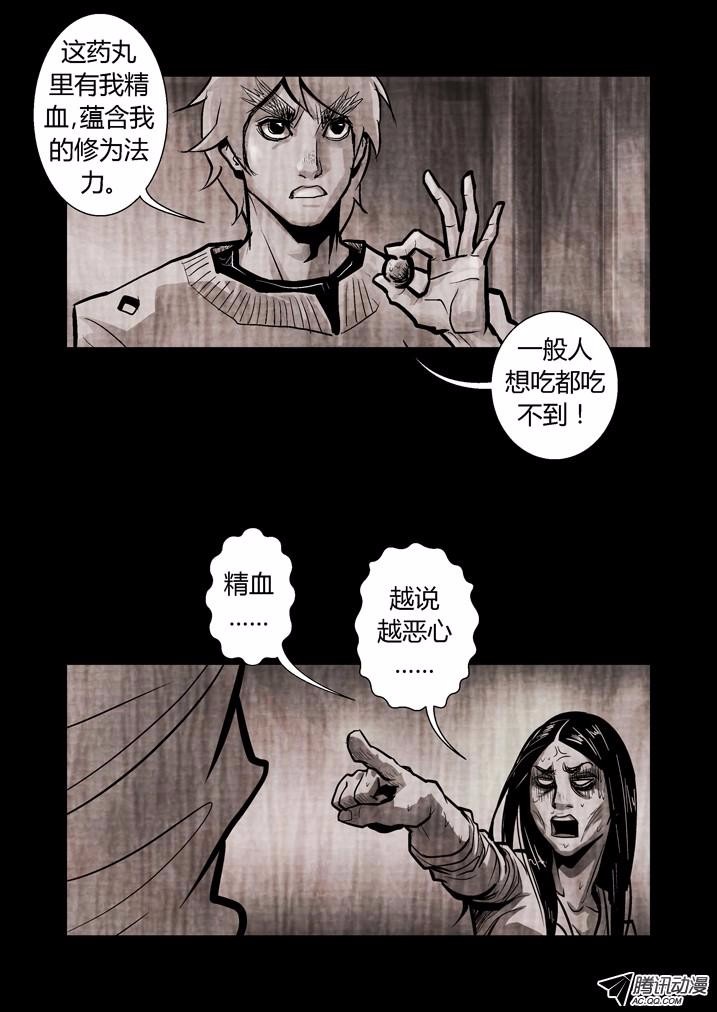 这药丸
里有我精
血,蕴含我
的修为法
力。
一般人
想吃都吃
不到！
精血
……
越说
越恶心
……
腾讯动漫
AC.QQ.COM